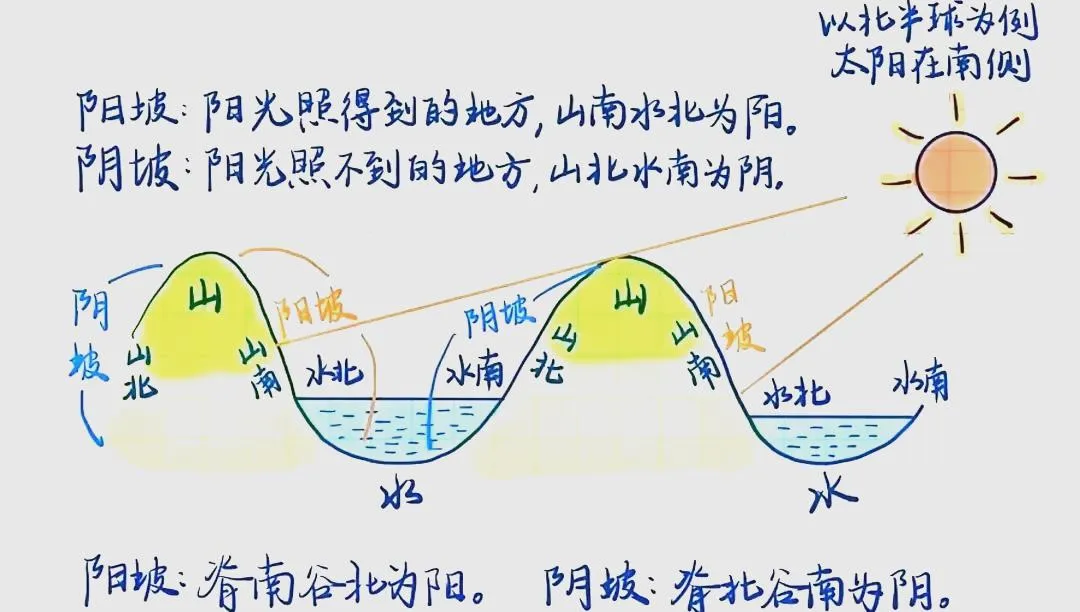 以北半球为例
太阳在南侧
阳坡：阳光照得到的地方，山南水北为阳。
阴坡：阳光照不到的地方，山北水南为阴。
阴坡
山
山北
山南
阳坡
水北
水南
水
阴坡
山
山北
山南
阳坡
水北
水南
水
阳坡：脊南谷北为阳。 阴坡：脊北谷南为阴。